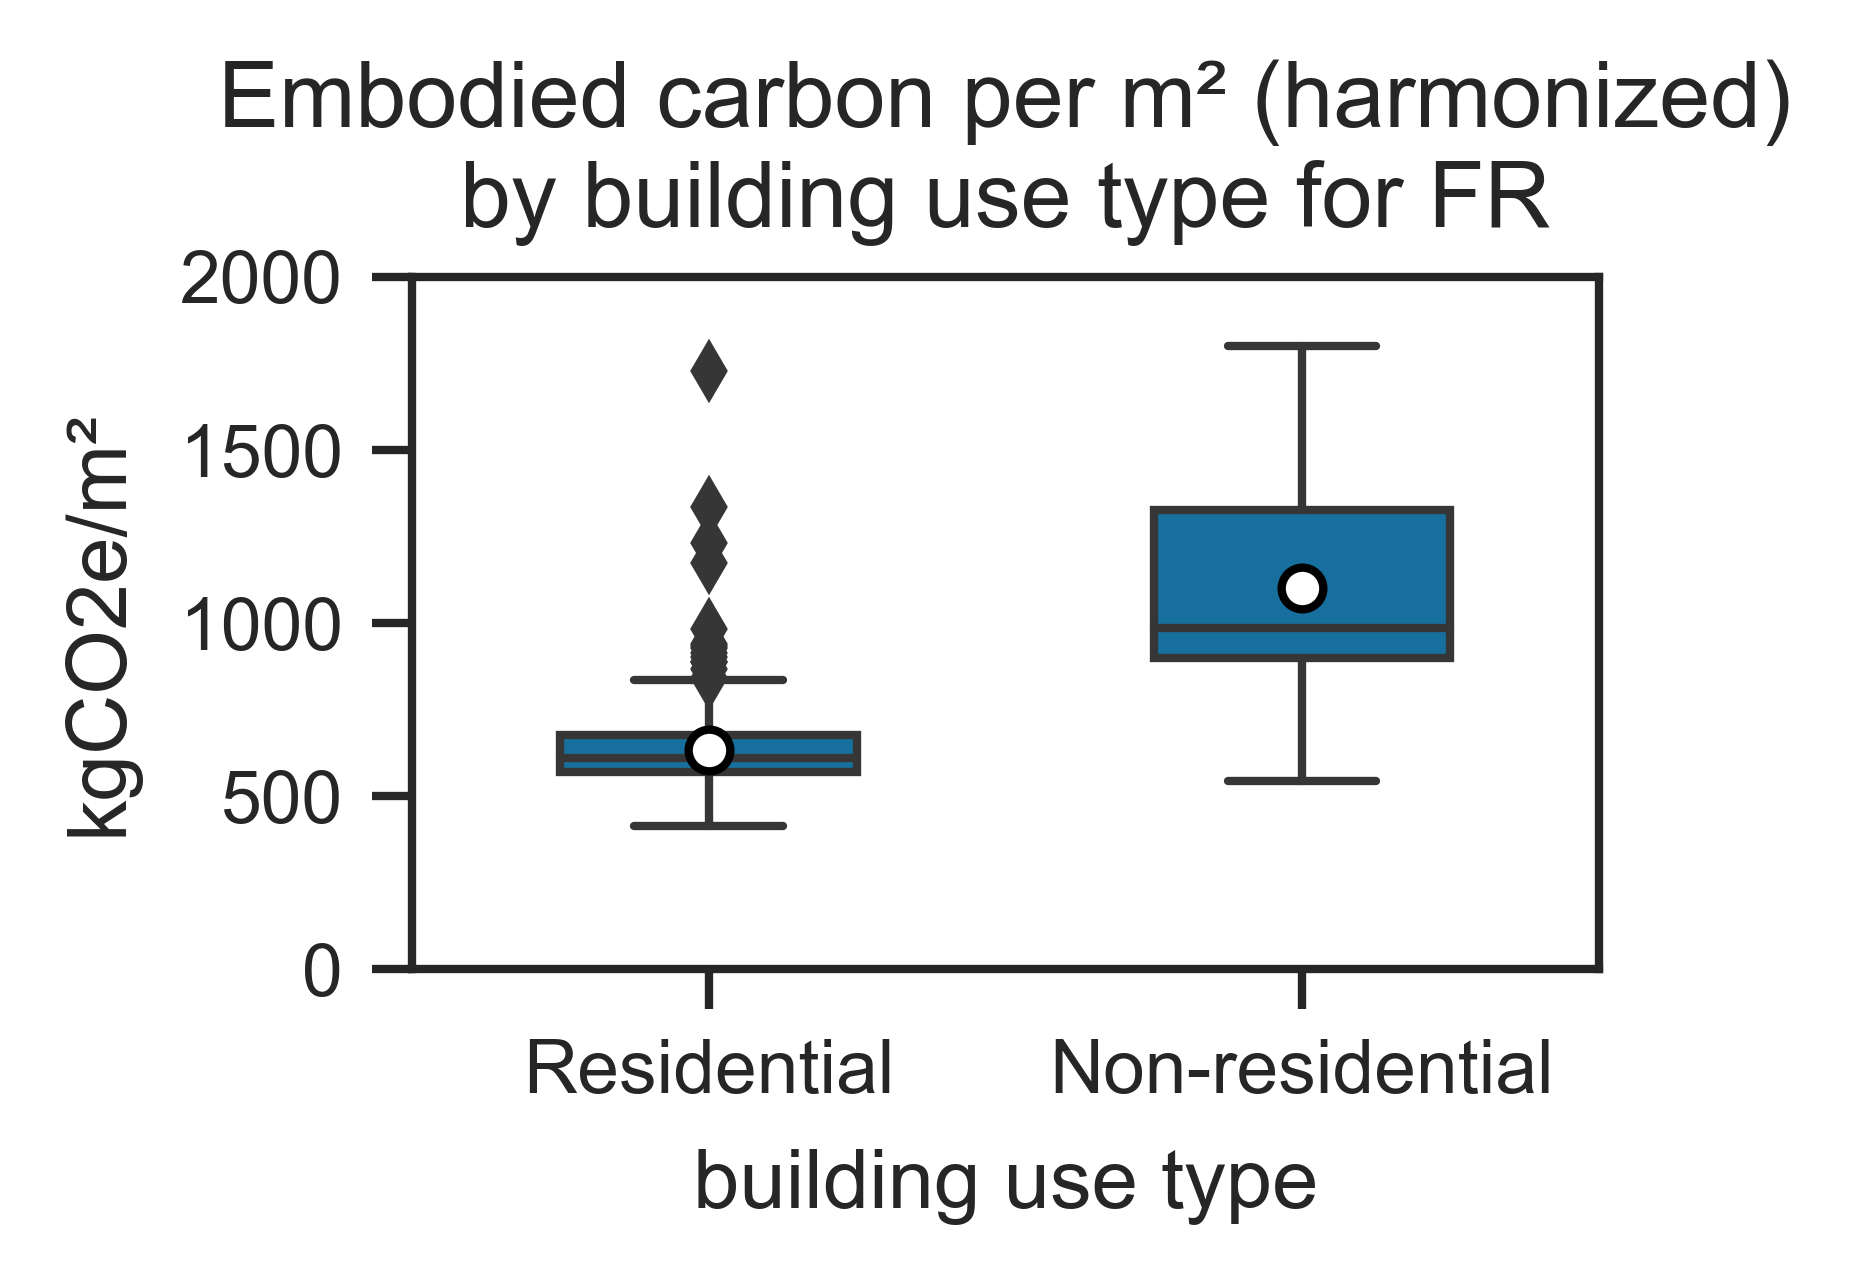 Embodied carbon per m² (harmonized)
by building use type for FR
2000
1500
1000
500
0
kgCO2e/m²
Residential
Non-residential
building use type